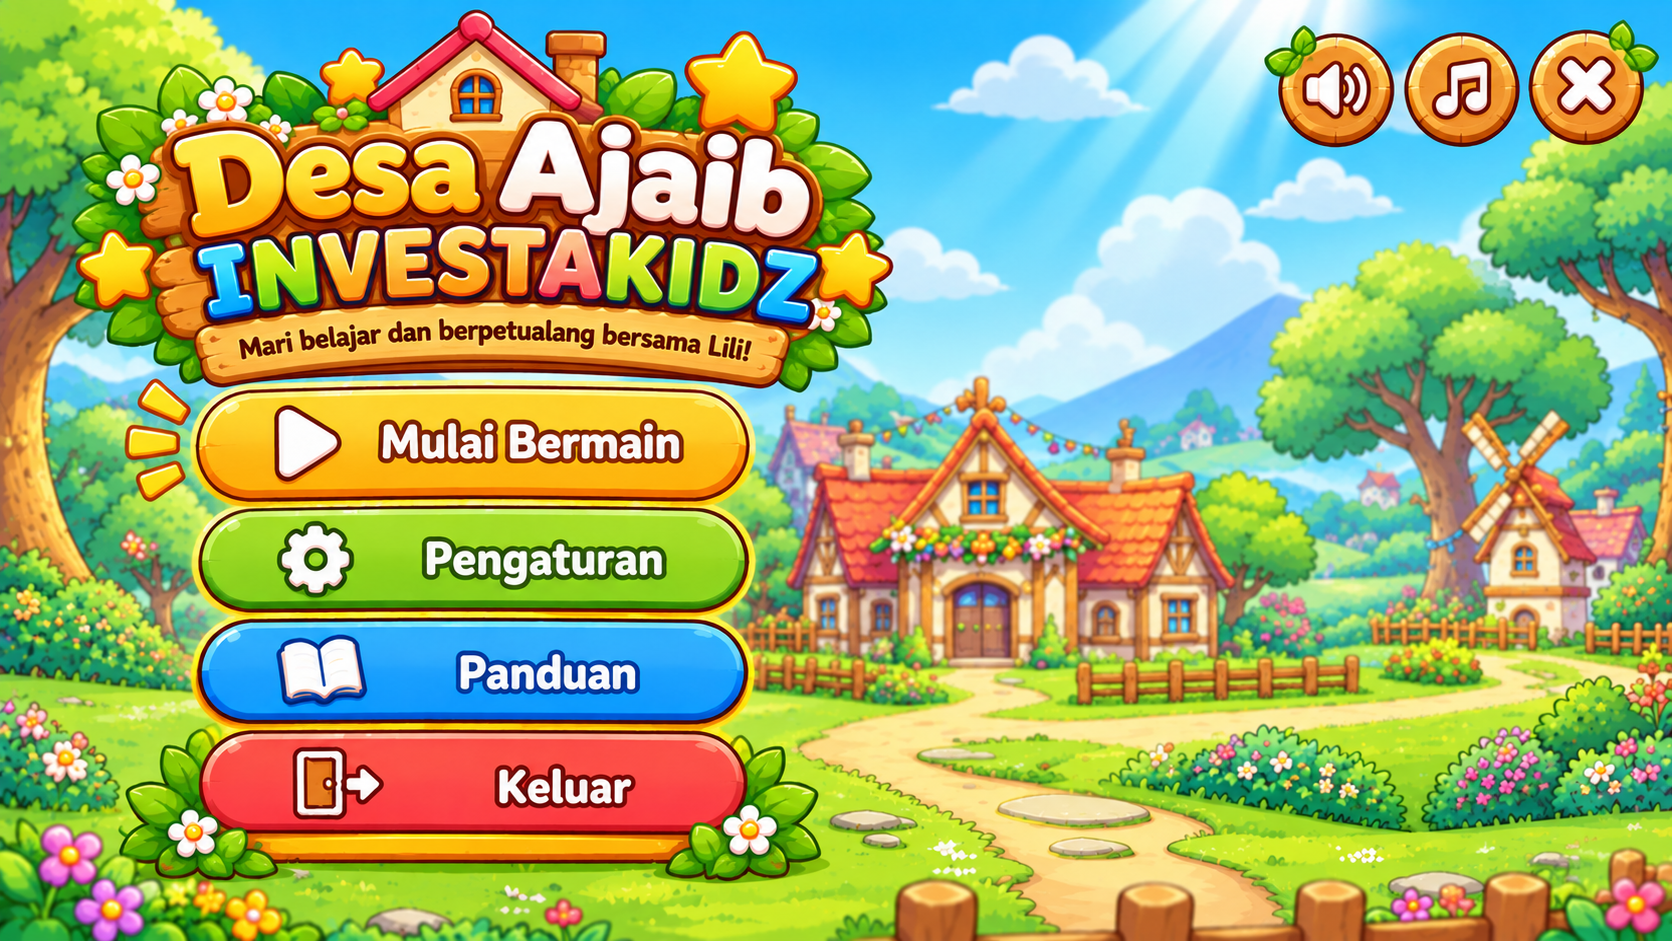 Desa Ajaib
INVESTAKIDZ
Mari belajar dan berpetualang bersama Lili!
Mulai Bermain
Pengaturan
Panduan
Keluar